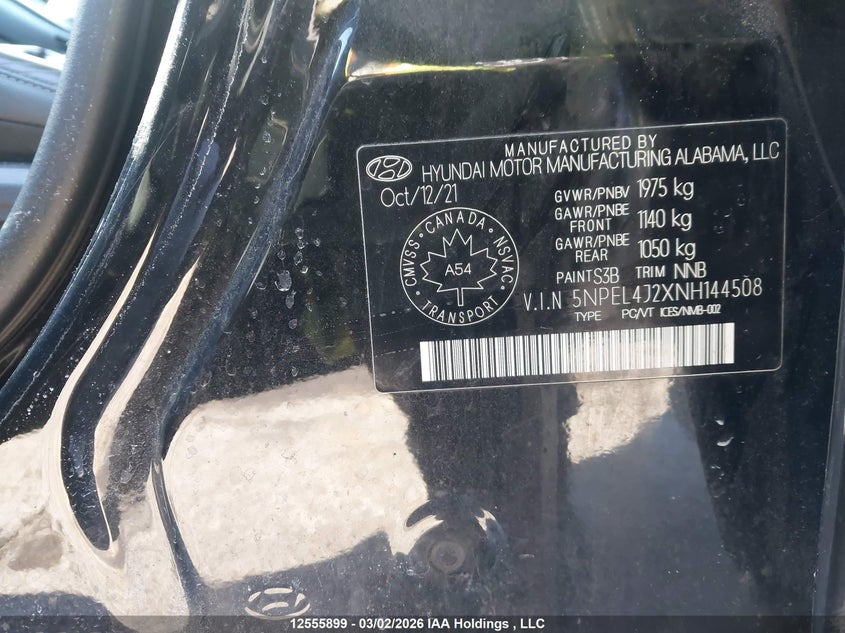 MANUFACTURED BY
HYUNDAI MOTOR MANUFACTURING ALABAMA, LLC
Oct/12/21
GVWR/PNBV 1975 kg
GAWR/PNBE FRONT 1140 kg
GAWR/PNBE REAR 1050 kg
CMVSS · CANADA · NSVAC
A54
TRANSPORT
PAINT S3B TRIM NNB
V.I.N 5NPEL4J2XNH144508
TYPE PC/VT ICES/NMB-002
12555899 - 03/02/2026 IAA Holdings , LLC